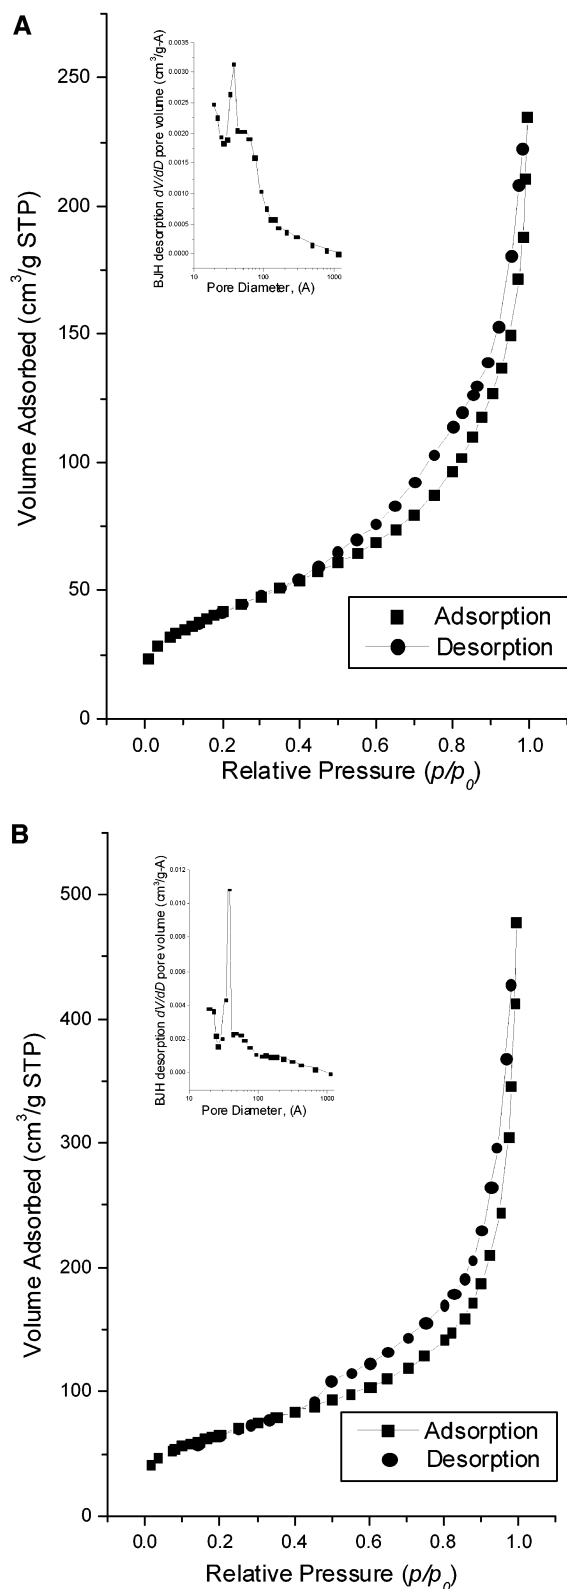 A
250
200
150
100
50
0
Volume Adsorbed (cm³/g STP)
0.0 0.2 0.4 0.6 0.8 1.0
Relative Pressure (p/p₀)
Adsorption
Desorption
0.0035
0.0030
0.0025
0.0020
0.0015
0.0010
0.0005
0.0000
BJH desorption dV/dD pore volume (cm³/g-A)
10 100 1000
Pore Diameter, (A)
B
500
400
300
200
100
0
Volume Adsorbed (cm³/g STP)
0.0 0.2 0.4 0.6 0.8 1.0
Relative Pressure (p/p₀)
Adsorption
Desorption
0.012
0.010
0.008
0.006
0.004
0.002
0.000
BJH desorption dV/dD pore volume (cm³/g-A)
10 100 1000
Pore Diameter, (A)